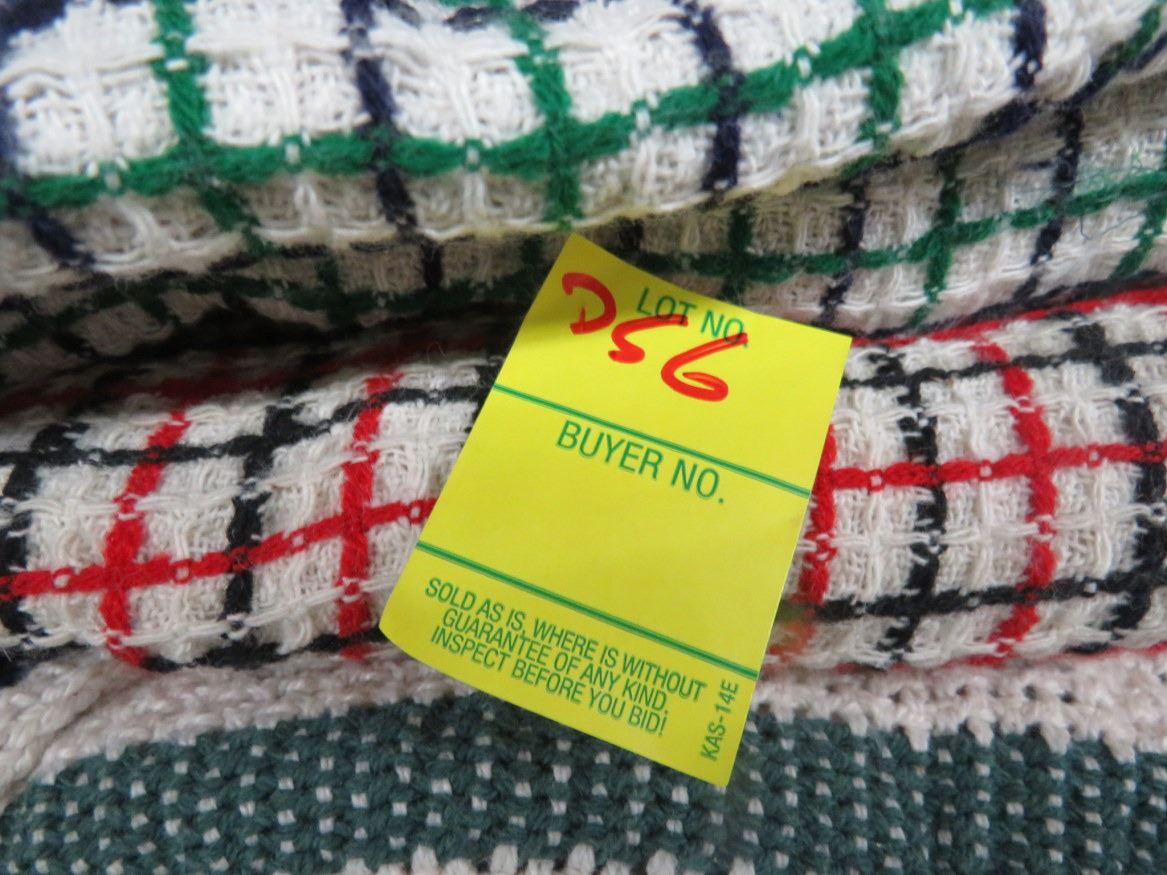 LOT NO.
D56
BUYER NO.
SOLD AS IS, WHERE IS WITHOUT
GUARANTEE OF ANY KIND,
INSPECT BEFORE YOU BID!
KAS-14E